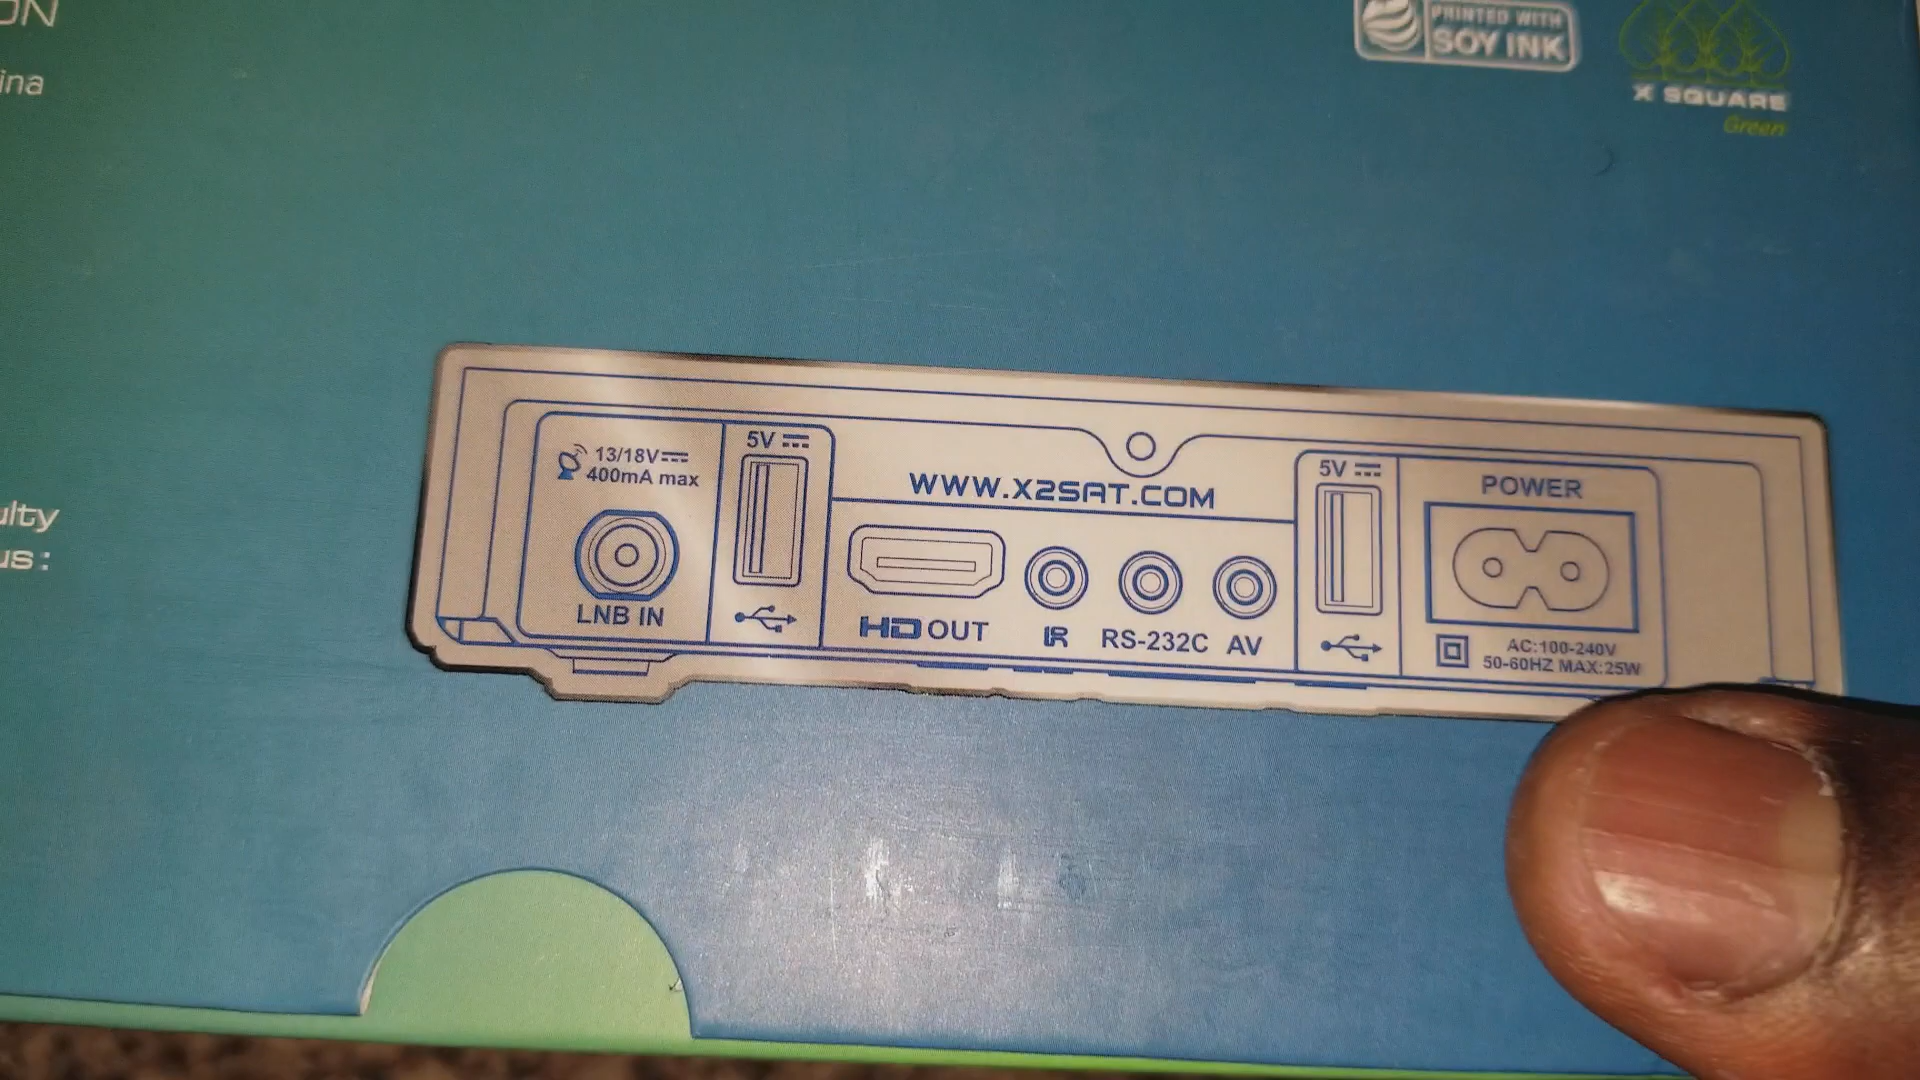 PRINTED WITH
SOY INK
X SQUARE
Green
us:
13/18V
400mA max
LNB IN
5V
WWW.X2SAT.COM
HD OUT
IR
RS-232C
AV
5V
POWER
AC:100-240V
50-60HZ MAX:25W